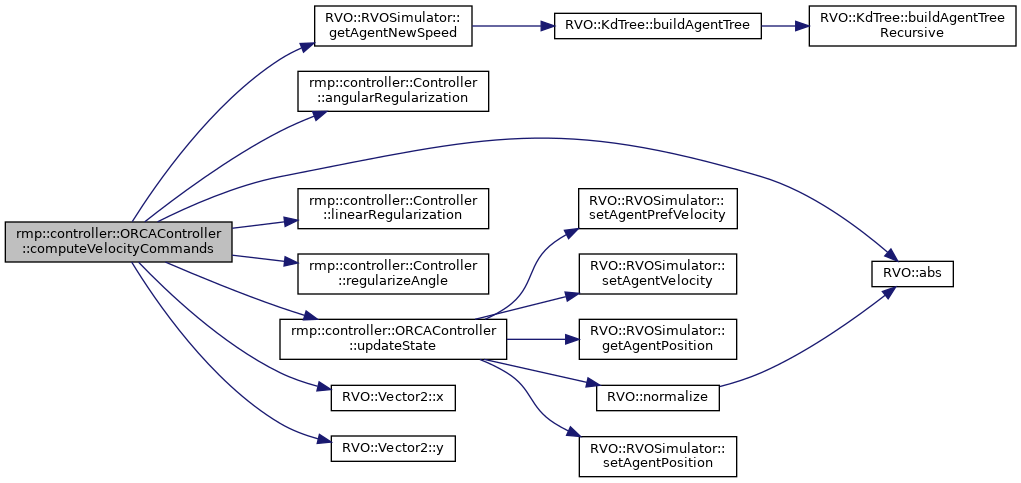 RVO::RVOSimulator::
getAgentNewSpeed
RVO::KdTree::buildAgentTree
RVO::KdTree::buildAgentTree
Recursive
rmp::controller::Controller
::angularRegularization
rmp::controller::ORCAController
::computeVelocityCommands
rmp::controller::Controller
::linearRegularization
RVO::RVOSimulator::
setAgentPrefVelocity
rmp::controller::Controller
::regularizeAngle
RVO::RVOSimulator::
setAgentVelocity
RVO::abs
rmp::controller::ORCAController
::updateState
RVO::RVOSimulator::
getAgentPosition
RVO::Vector2::x
RVO::normalize
RVO::Vector2::y
RVO::RVOSimulator::
setAgentPosition